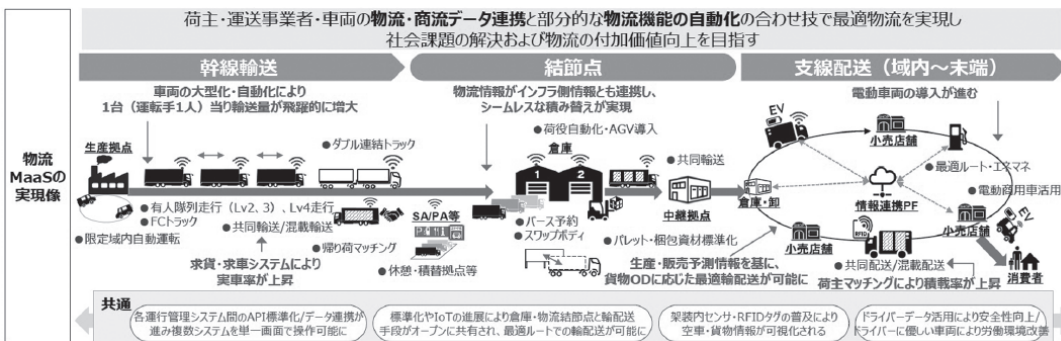 荷主・運送事業者・車両の物流・商流データ連携と部分的な物流機能の自動化の合わせ技で最適物流を実現し
社会課題の解決および物流の付加価値向上を目指す
物流
MaaSの
実現像
幹線輸送
結節点
支線配送（域内～末端）
車両の大型化・自動化により
1台（運転手1人）当り輸送量が飛躍的に増大
物流情報がインフラ側情報とも連携し、
シームレスな積み替えが実現
電動車両の導入が進む
生産拠点
●ダブル連結トラック
●荷役自動化・AGV導入
倉庫
1
2
●共同輸送
EV
小売店舗
●最適ルート・エネマネ
●電動商用車活用
●有人隊列走行（Lv2、3）、Lv4走行
●FCTトラック
●共同輸送/混載輸送
●限定域内自動運転
SA/PA等
●帰り荷マッチング
●休憩・積替拠点等
●バース予約
●スワップボディ
中継拠点
倉庫・卸
情報連携PF
小売店舗
EV
求貨・求車システムにより
実車率が上昇
●パレット・梱包資材標準化
小売店舗
RFID
生産・販売予測情報を基に、
貨物ODに応じた最適輸配送が可能に
●共同配送/混載配送
荷主マッチングにより積載率が上昇
消費者
共通
各運行管理システム間のAPI標準化/データ連携が
進み複数システムを単一画面で操作可能に
標準化やIoTの進展により倉庫・物流結節点と輸配送
手段がオープンに共有され、最適ルートでの輸配送が可能に
架装内センサ・RFIDタグの普及により
空車・貨物情報が可視化される
ドライバーデータ活用により安全性向上/
ドライバーに優しい車両により労働環境改善